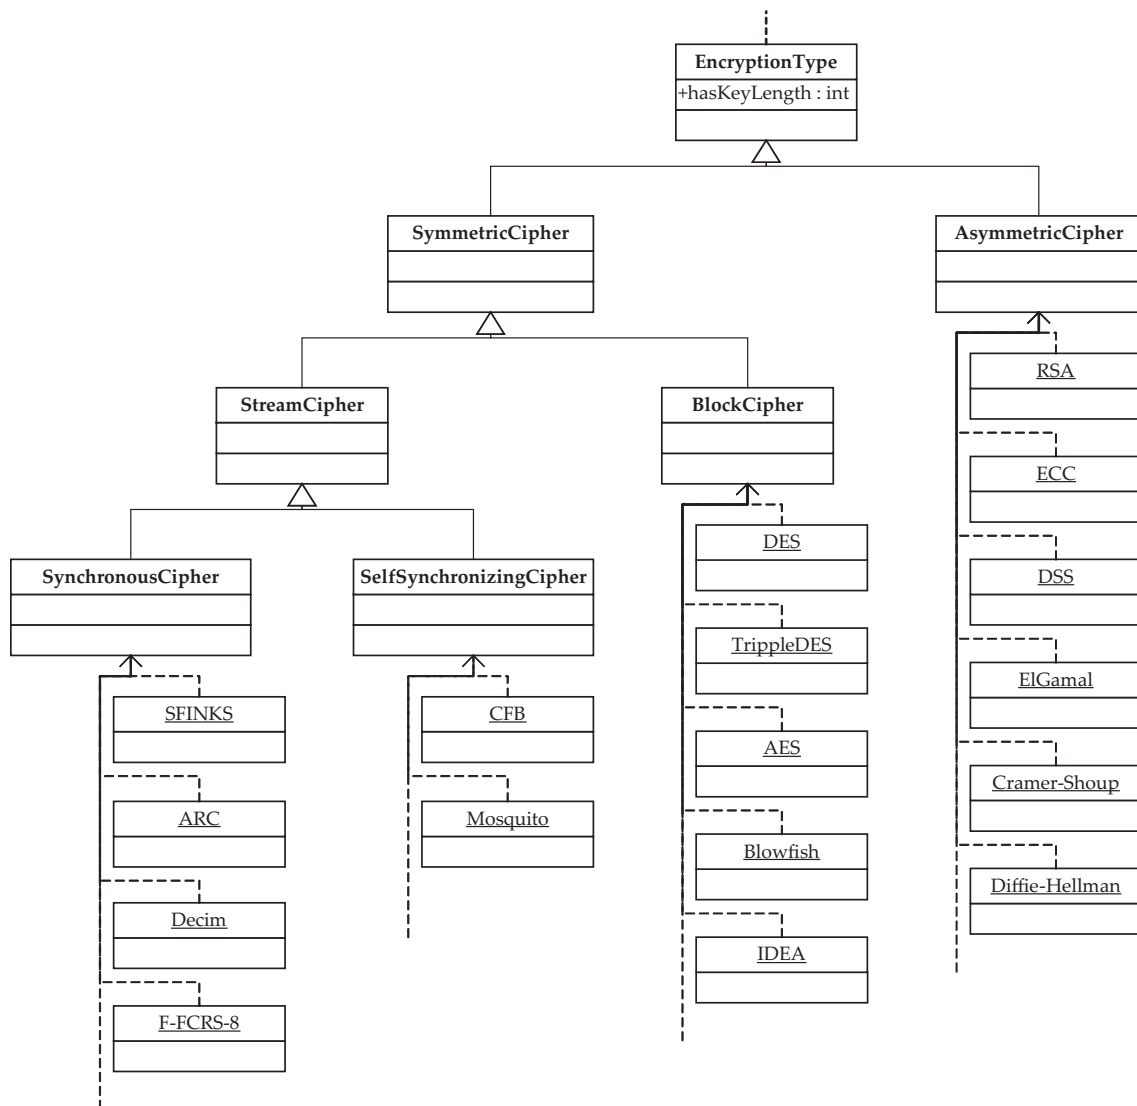 EncryptionType
+hasKeyLength : int
SymmetricCipher
AsymmetricCipher
RSA
StreamCipher
BlockCipher
ECC
DES
SynchronousCipher
SelfSynchronizingCipher
DSS
TrippleDES
ElGamal
SFINKS
CFB
AES
Cramer-Shoup
ARC
Mosquito
Blowfish
Diffie-Hellman
Decim
IDEA
F-FCRS-8